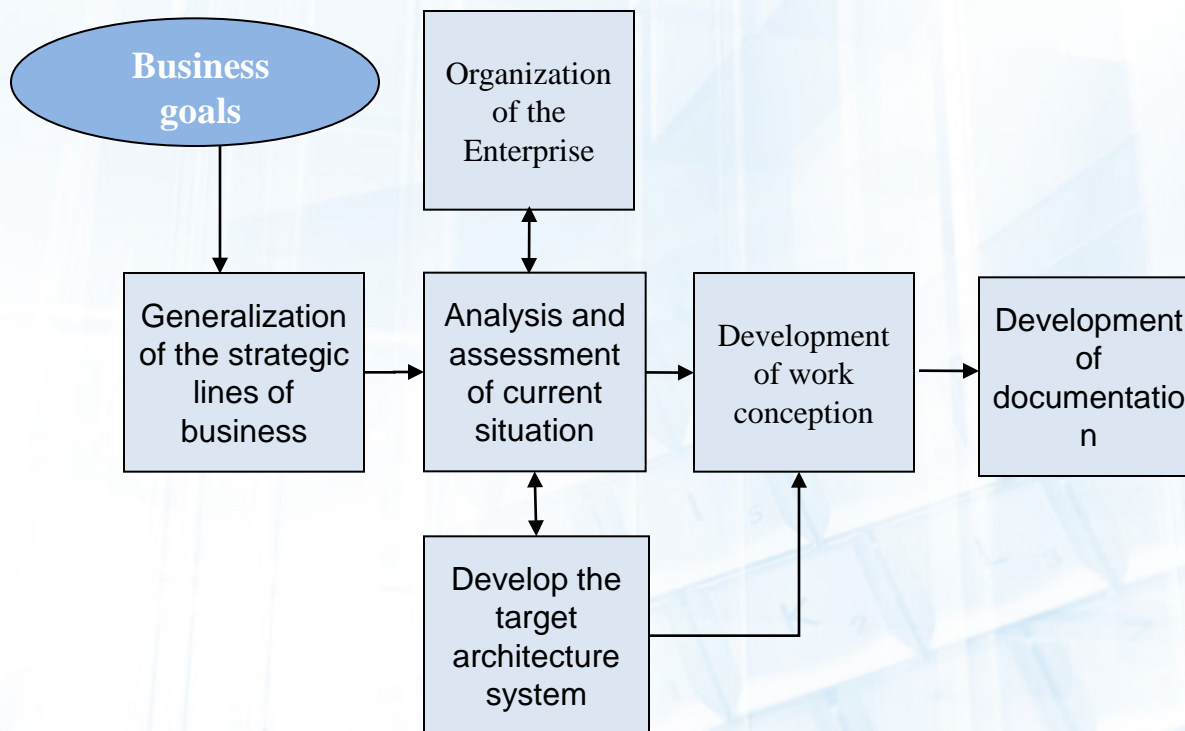 Business
goals
Organization
of the
Enterprise
Generalization
of the strategic
lines of
business
Analysis and
assessment
of current
situation
Development
of work
conception
Development
of
documentatio
n
Develop the
target
architecture
system